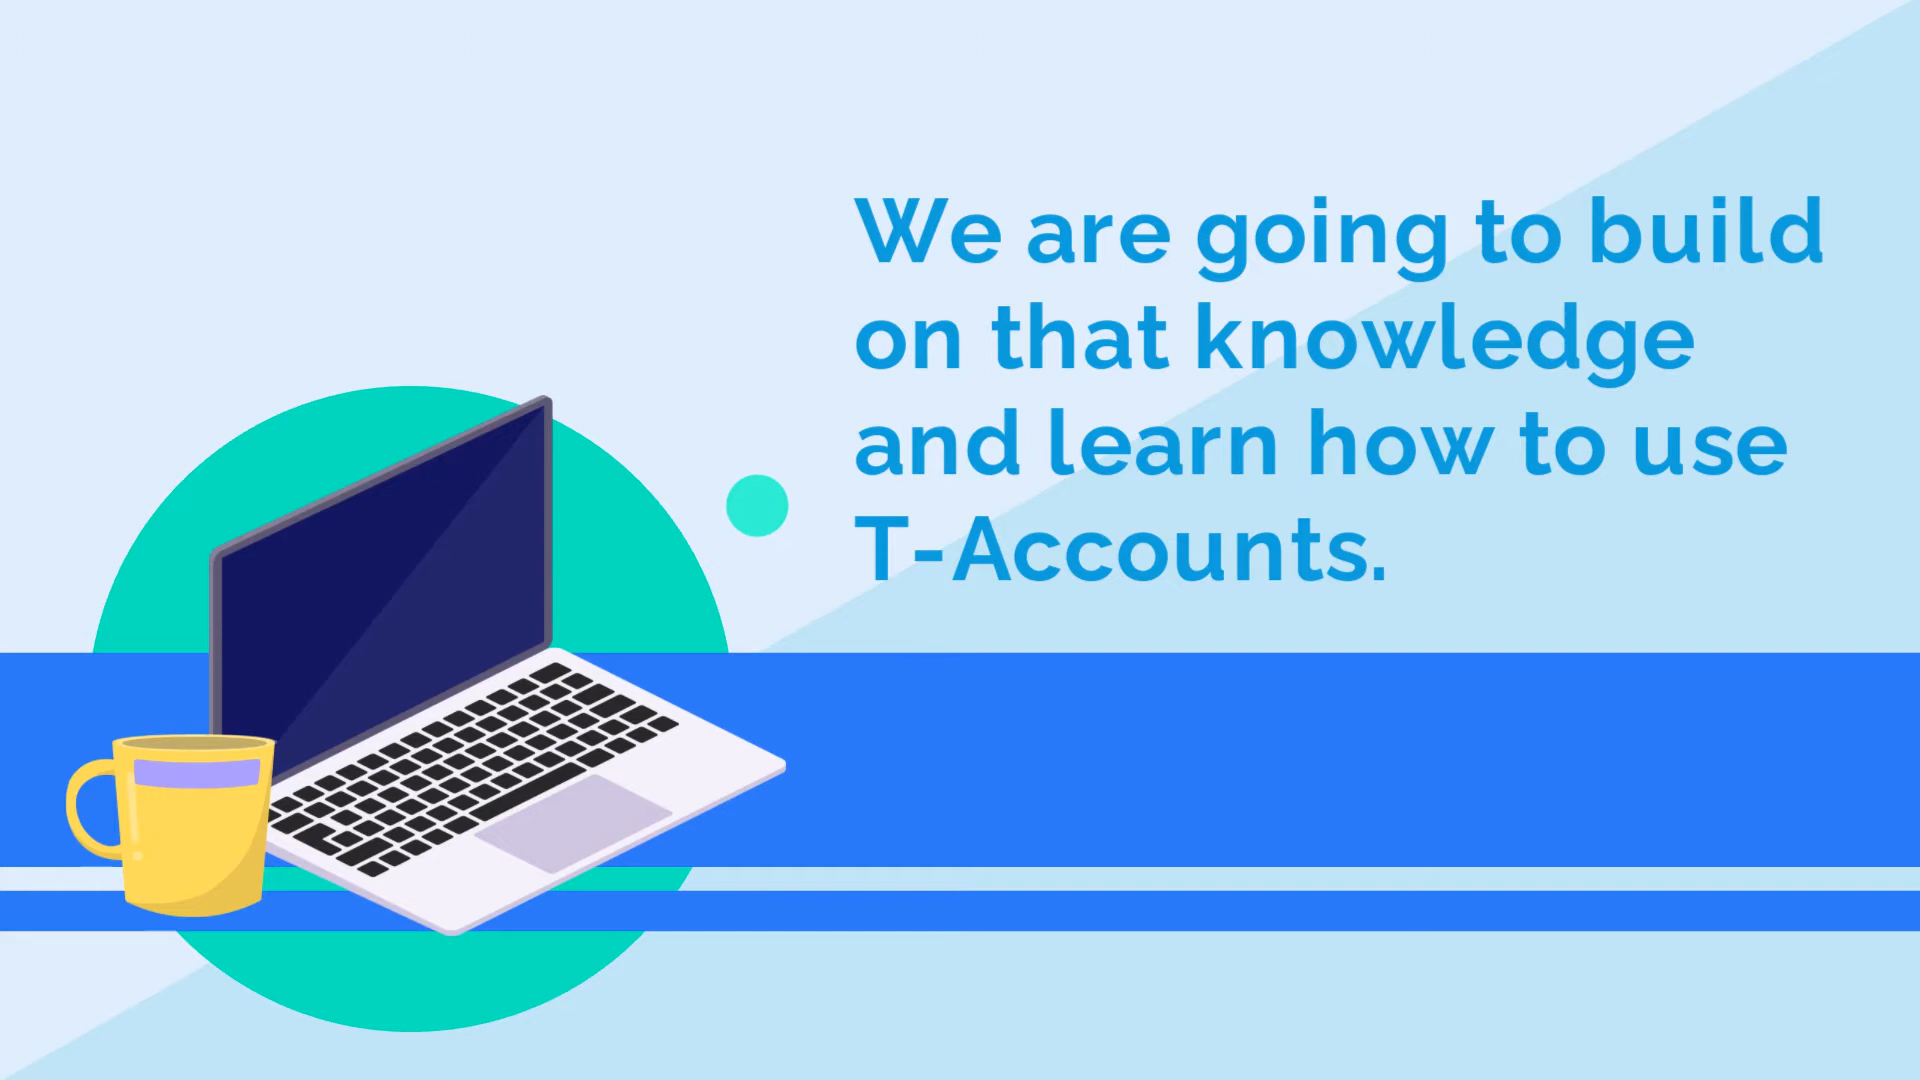 We are going to build
on that knowledge
and learn how to use
T-Accounts.